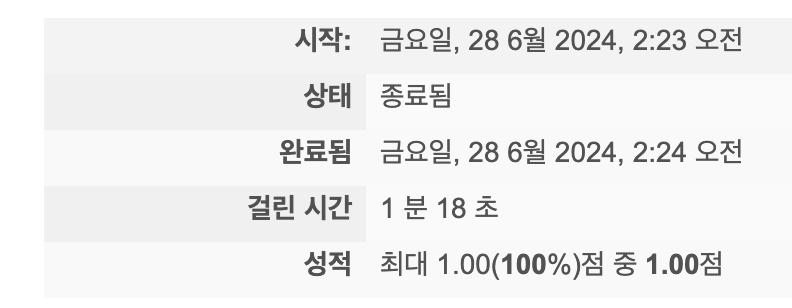 시작: 금요일, 28 6월 2024, 2:23 오전
상태 종료됨
완료됨 금요일, 28 6월 2024, 2:24 오전
걸린 시간 1 분 18 초
성적 최대 1.00(100%)점 중 1.00점